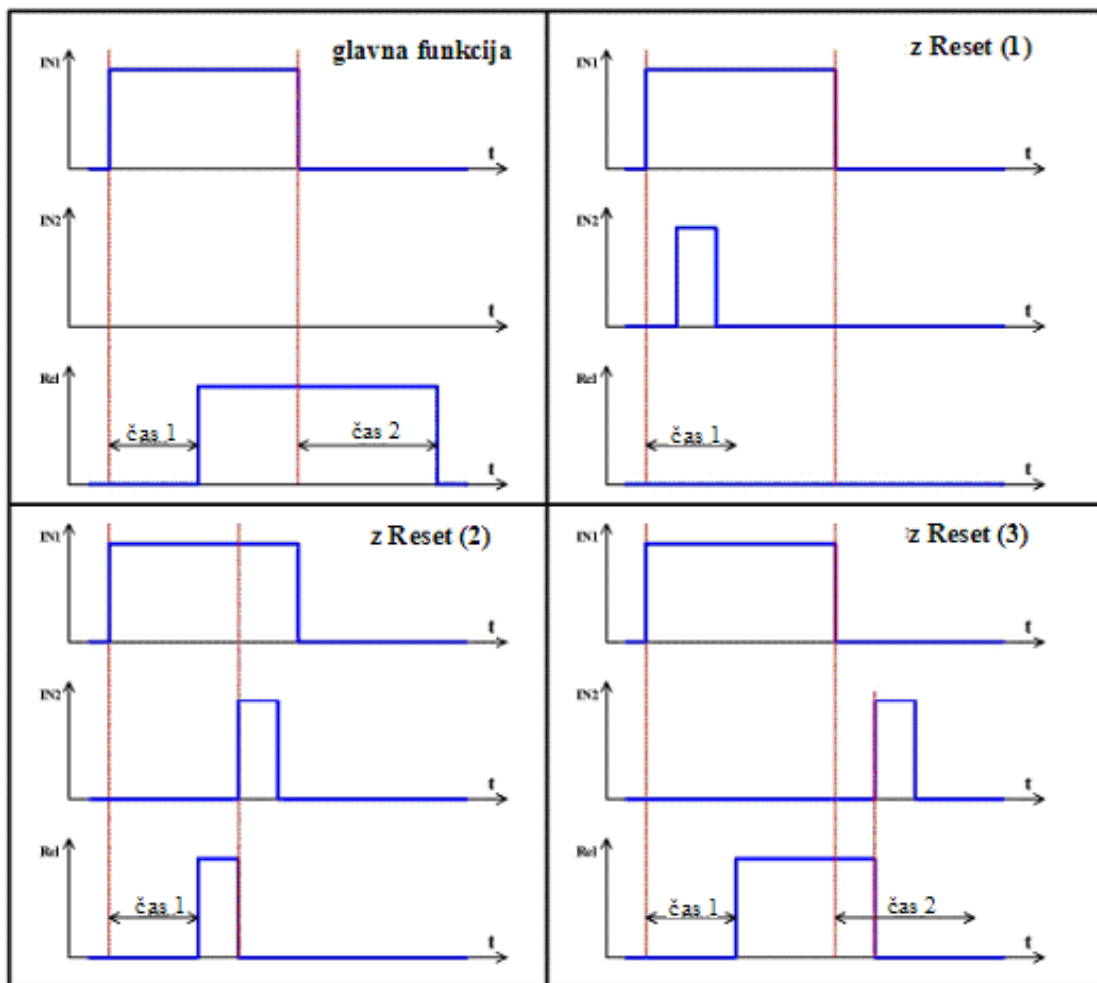 glavna funkcija
IN1
t
IN2
t
Rel
čas 1
čas 2
t
z Reset (1)
IN1
t
IN2
t
Rel
čas 1
t
z Reset (2)
IN1
t
IN2
t
Rel
čas 1
t
z Reset (3)
IN1
t
IN2
t
Rel
čas 1
čas 2
t